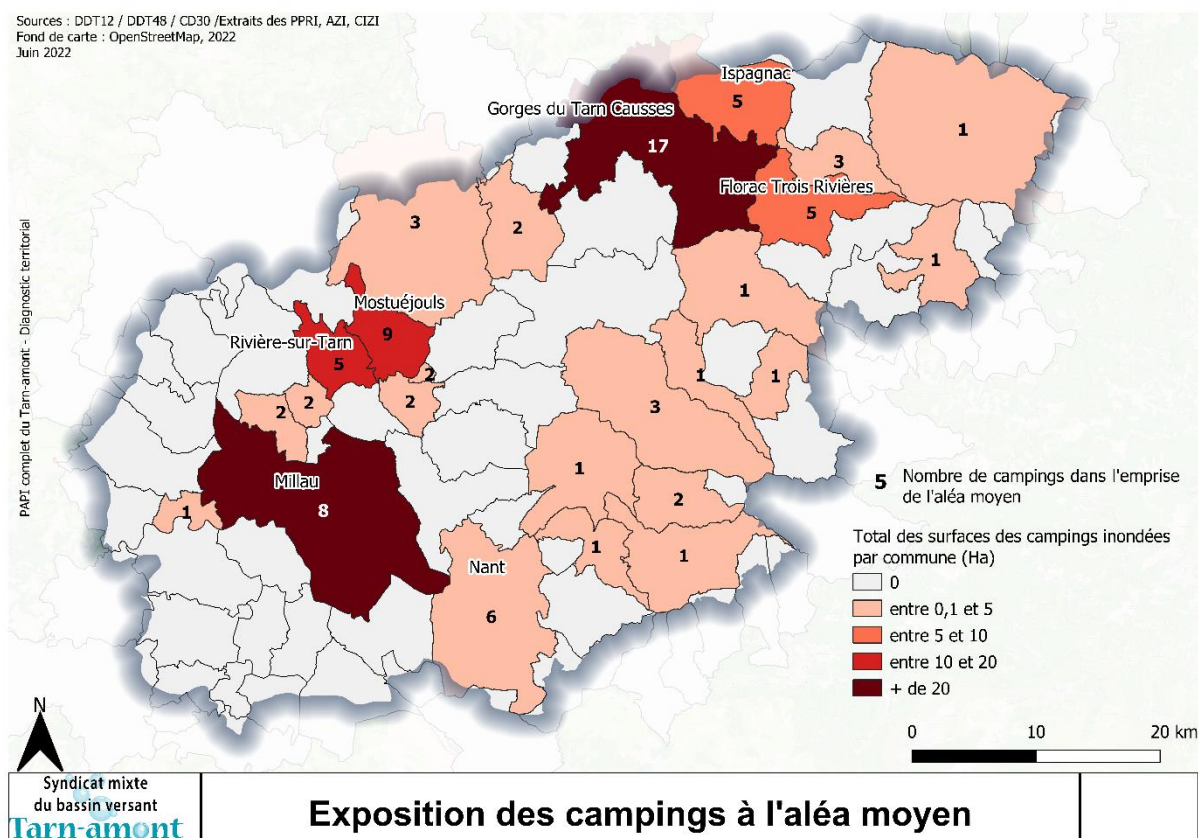 Sources : DDT12 / DDT48 / CD30 /Extraits des PPRI, AZI, CIZI
Fond de carte : OpenStreetMap, 2022
Juin 2022
PAPI complet du Tarn-amont - Diagnostic territorial
Ispagnac
5
Gorges du Tarn Causses
17
1
3
Florac Trois Rivières
5
3
2
1
1
Mostuéjouls
9
Rivière-sur-Tarn
5
2
1
1
2
2
2
3
1
2
Millau
8
1
1
1
Nant
6
5 Nombre de campings dans l'emprise
de l'aléa moyen
Total des surfaces des campings inondées
par commune (Ha)
0
entre 0,1 et 5
entre 5 et 10
entre 10 et 20
+ de 20
N
0 10 20 km
Syndicat mixte
du bassin versant
Tarn-amont
Exposition des campings à l'aléa moyen